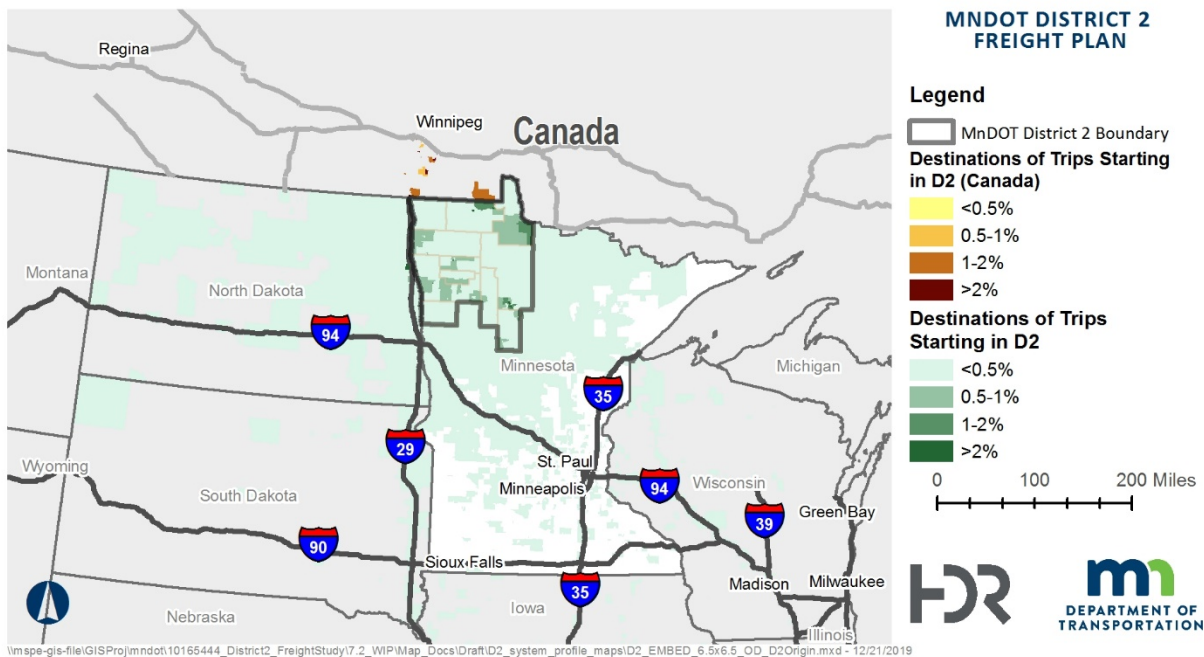 MNDOT DISTRICT 2
FREIGHT PLAN
Regina
Winnipeg
Canada
Montana
North Dakota
94
Minnesota
Michigan
35
29
St. Paul
Minneapolis
94
Wisconsin
Wyoming
South Dakota
39
Green Bay
90
Sioux Falls
35
Madison
Milwaukee
Nebraska
Iowa
Illinois
Legend
MnDOT District 2 Boundary
Destinations of Trips Starting
in D2 (Canada)
<0.5%
0.5-1%
1-2%
>2%
Destinations of Trips
Starting in D2
<0.5%
0.5-1%
1-2%
>2%
0 100 200 Miles
HDR
mn
DEPARTMENT OF
TRANSPORTATION
\\mspe-gis-file\GISProj\mndot\10165444_District2_FreightStudy\7.2_WIP\Map_Docs\Draft\D2_system_profile_maps\D2_EMBED_6.5x6.5_OD_D2Origin.mxd - 12/21/2019